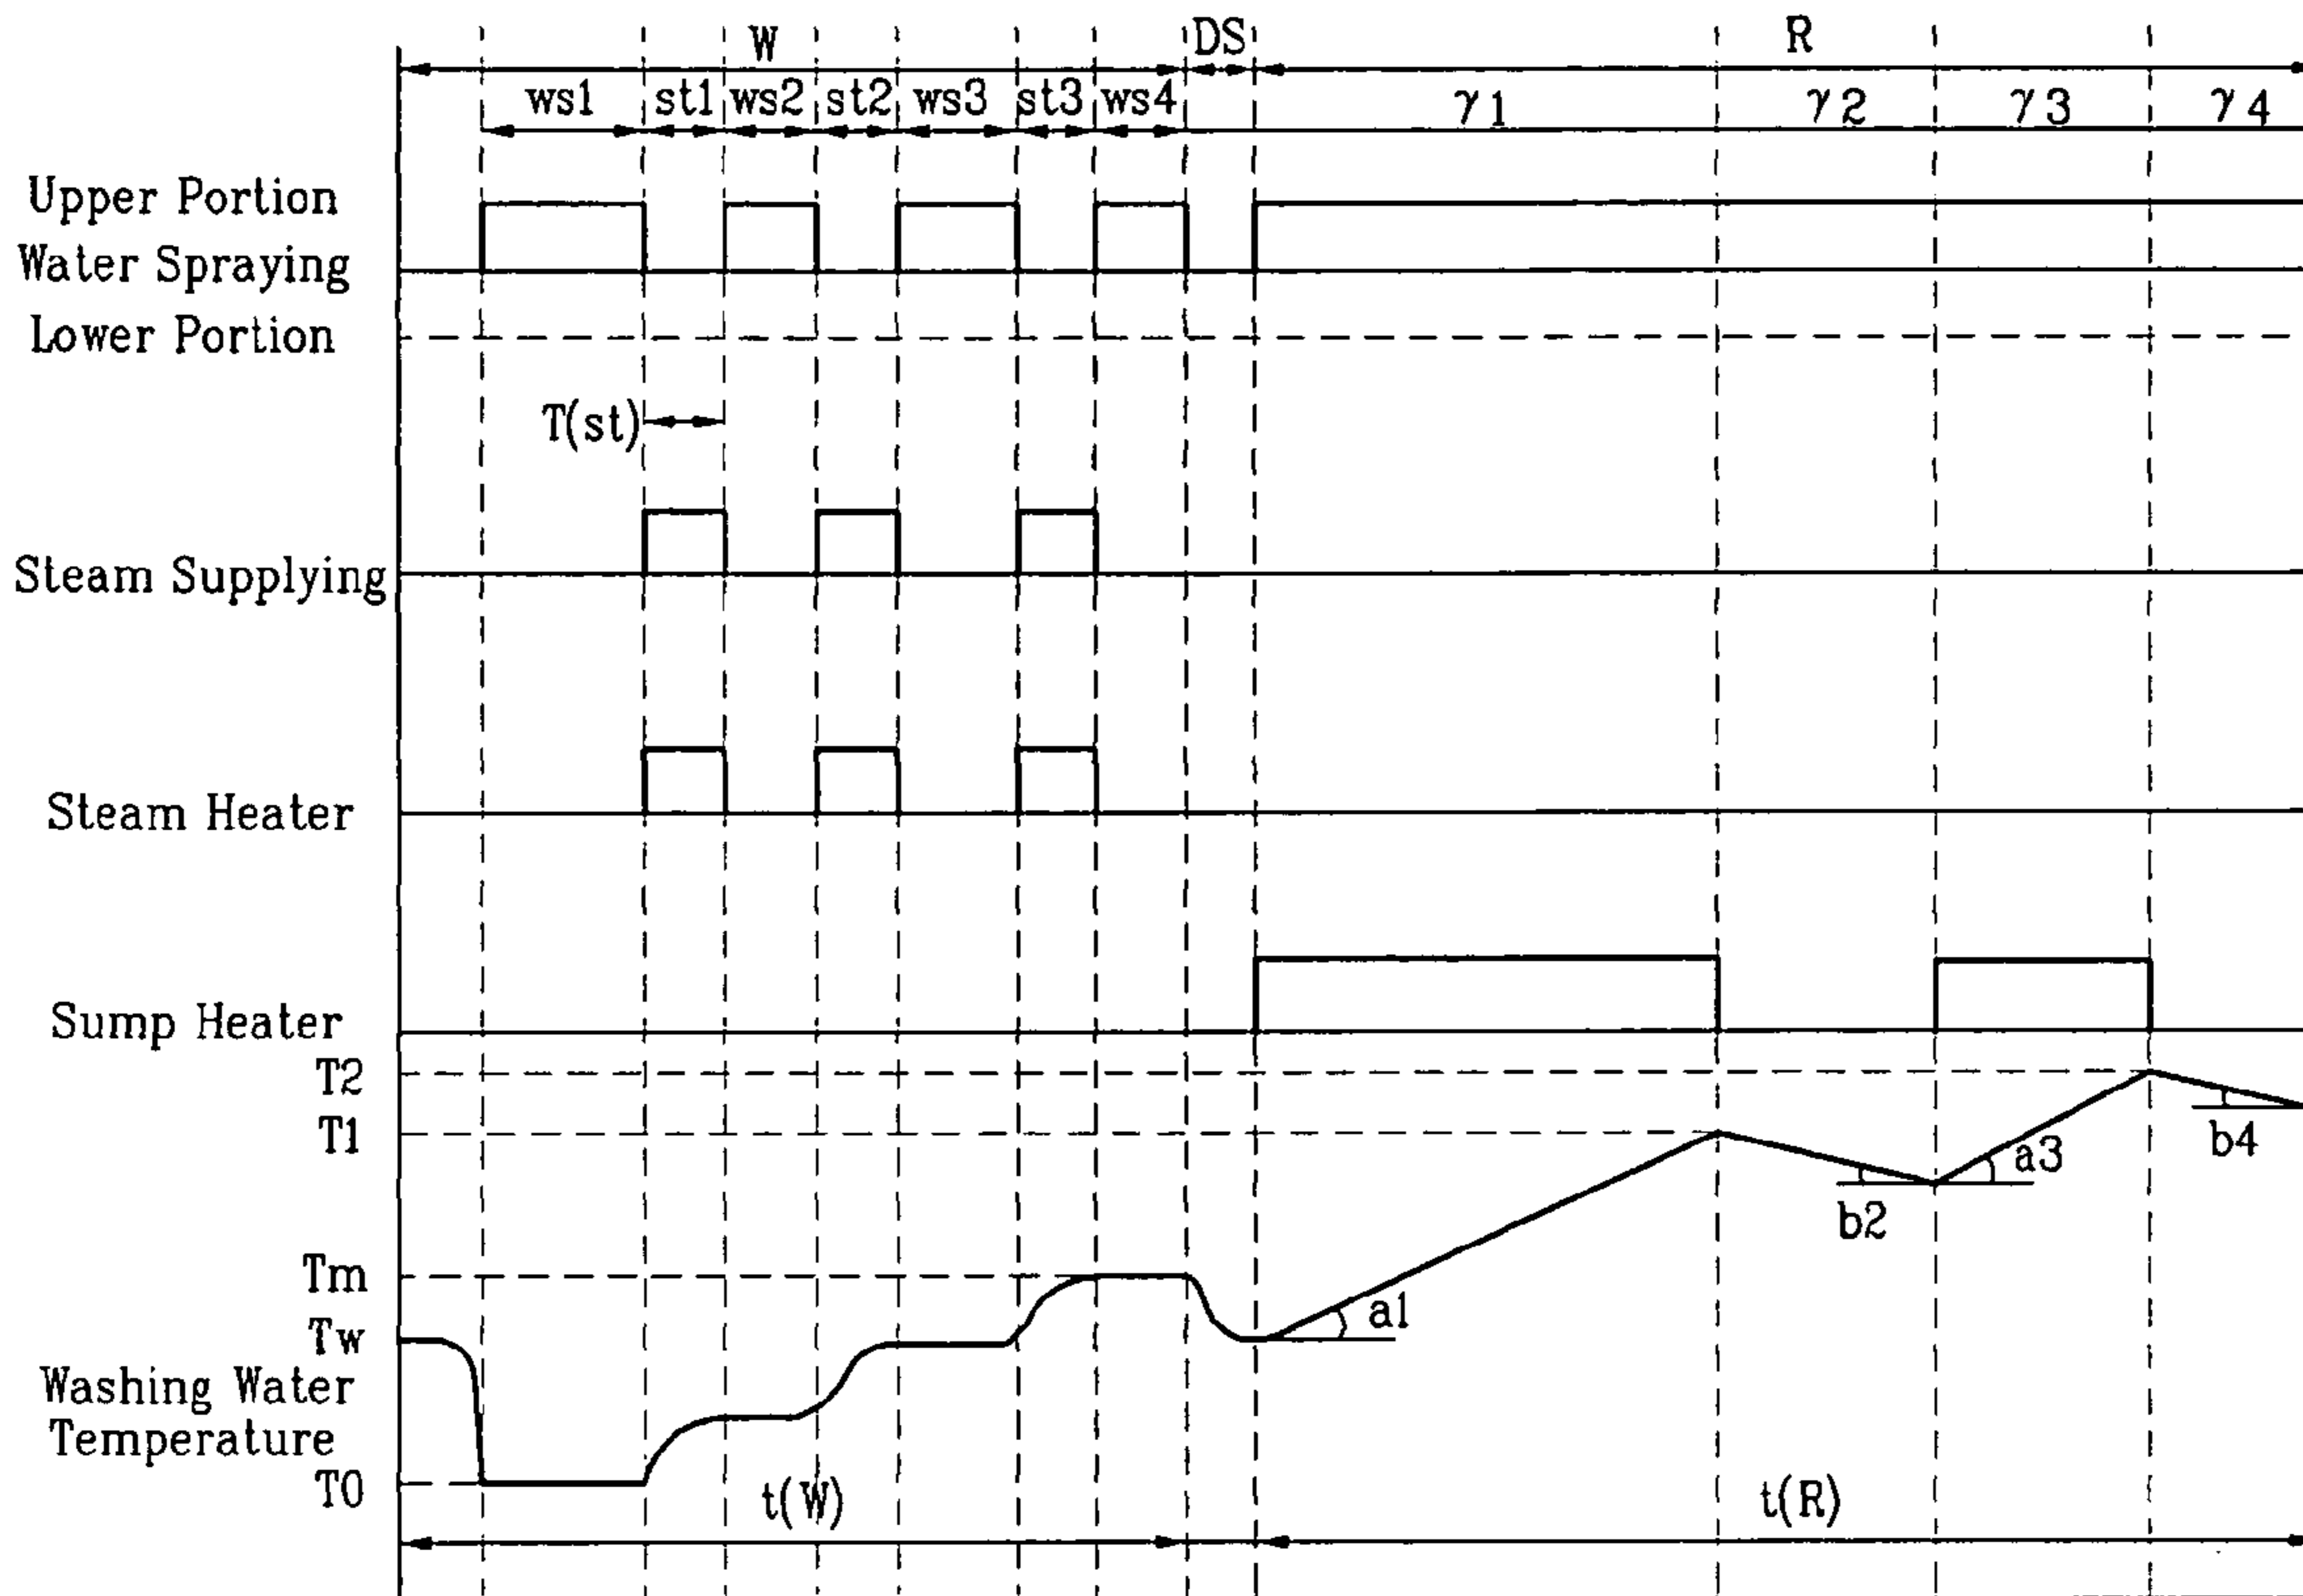 W DS R
ws1 st1 ws2 st2 ws3 st3 ws4 γ1 γ2 γ3 γ4
Upper Portion
Water Spraying
Lower Portion
T(st)
Steam Supplying
Steam Heater
Sump Heater
T2
T1
b4
a3
b2
Tm
a1
Tw
Washing Water
Temperature
T0
t(W) t(R)